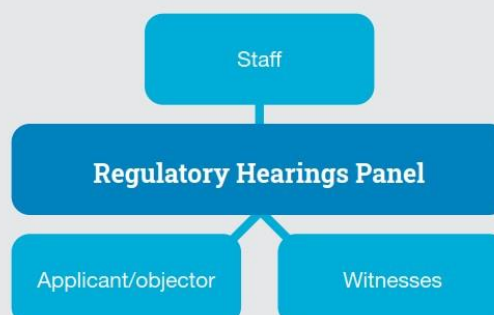 Staff
Regulatory Hearings Panel
Applicant/objector
Witnesses